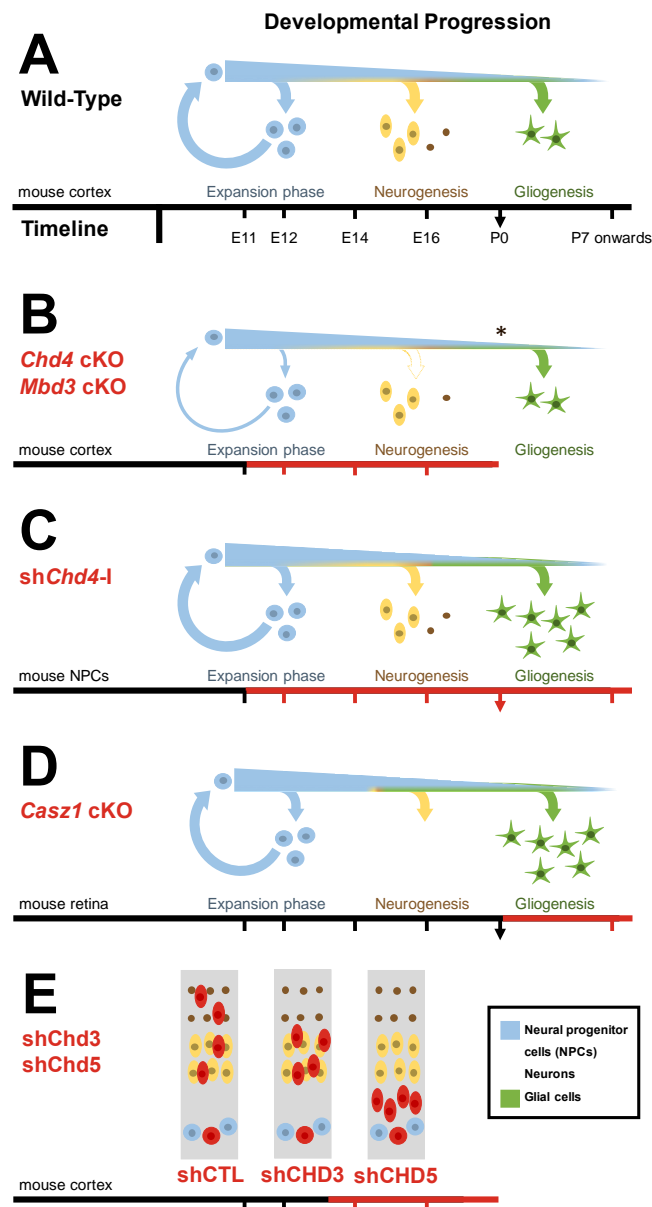 Developmental Progression
A
Wild-Type
mouse cortex
Expansion phase
Neurogenesis
Gliogenesis
Timeline
E11
E12
E14
E16
P0
P7 onwards
B
*
Chd4 cKO
Mbd3 cKO
mouse cortex
Expansion phase
Neurogenesis
Gliogenesis
C
shChd4-I
mouse NPCs
Expansion phase
Neurogenesis
Gliogenesis
D
Casz1 cKO
mouse retina
Expansion phase
Neurogenesis
Gliogenesis
E
shChd3
shChd5
Neural progenitor
cells (NPCs)
Neurons
Glial cells
shCTL
shCHD3
shCHD5
mouse cortex